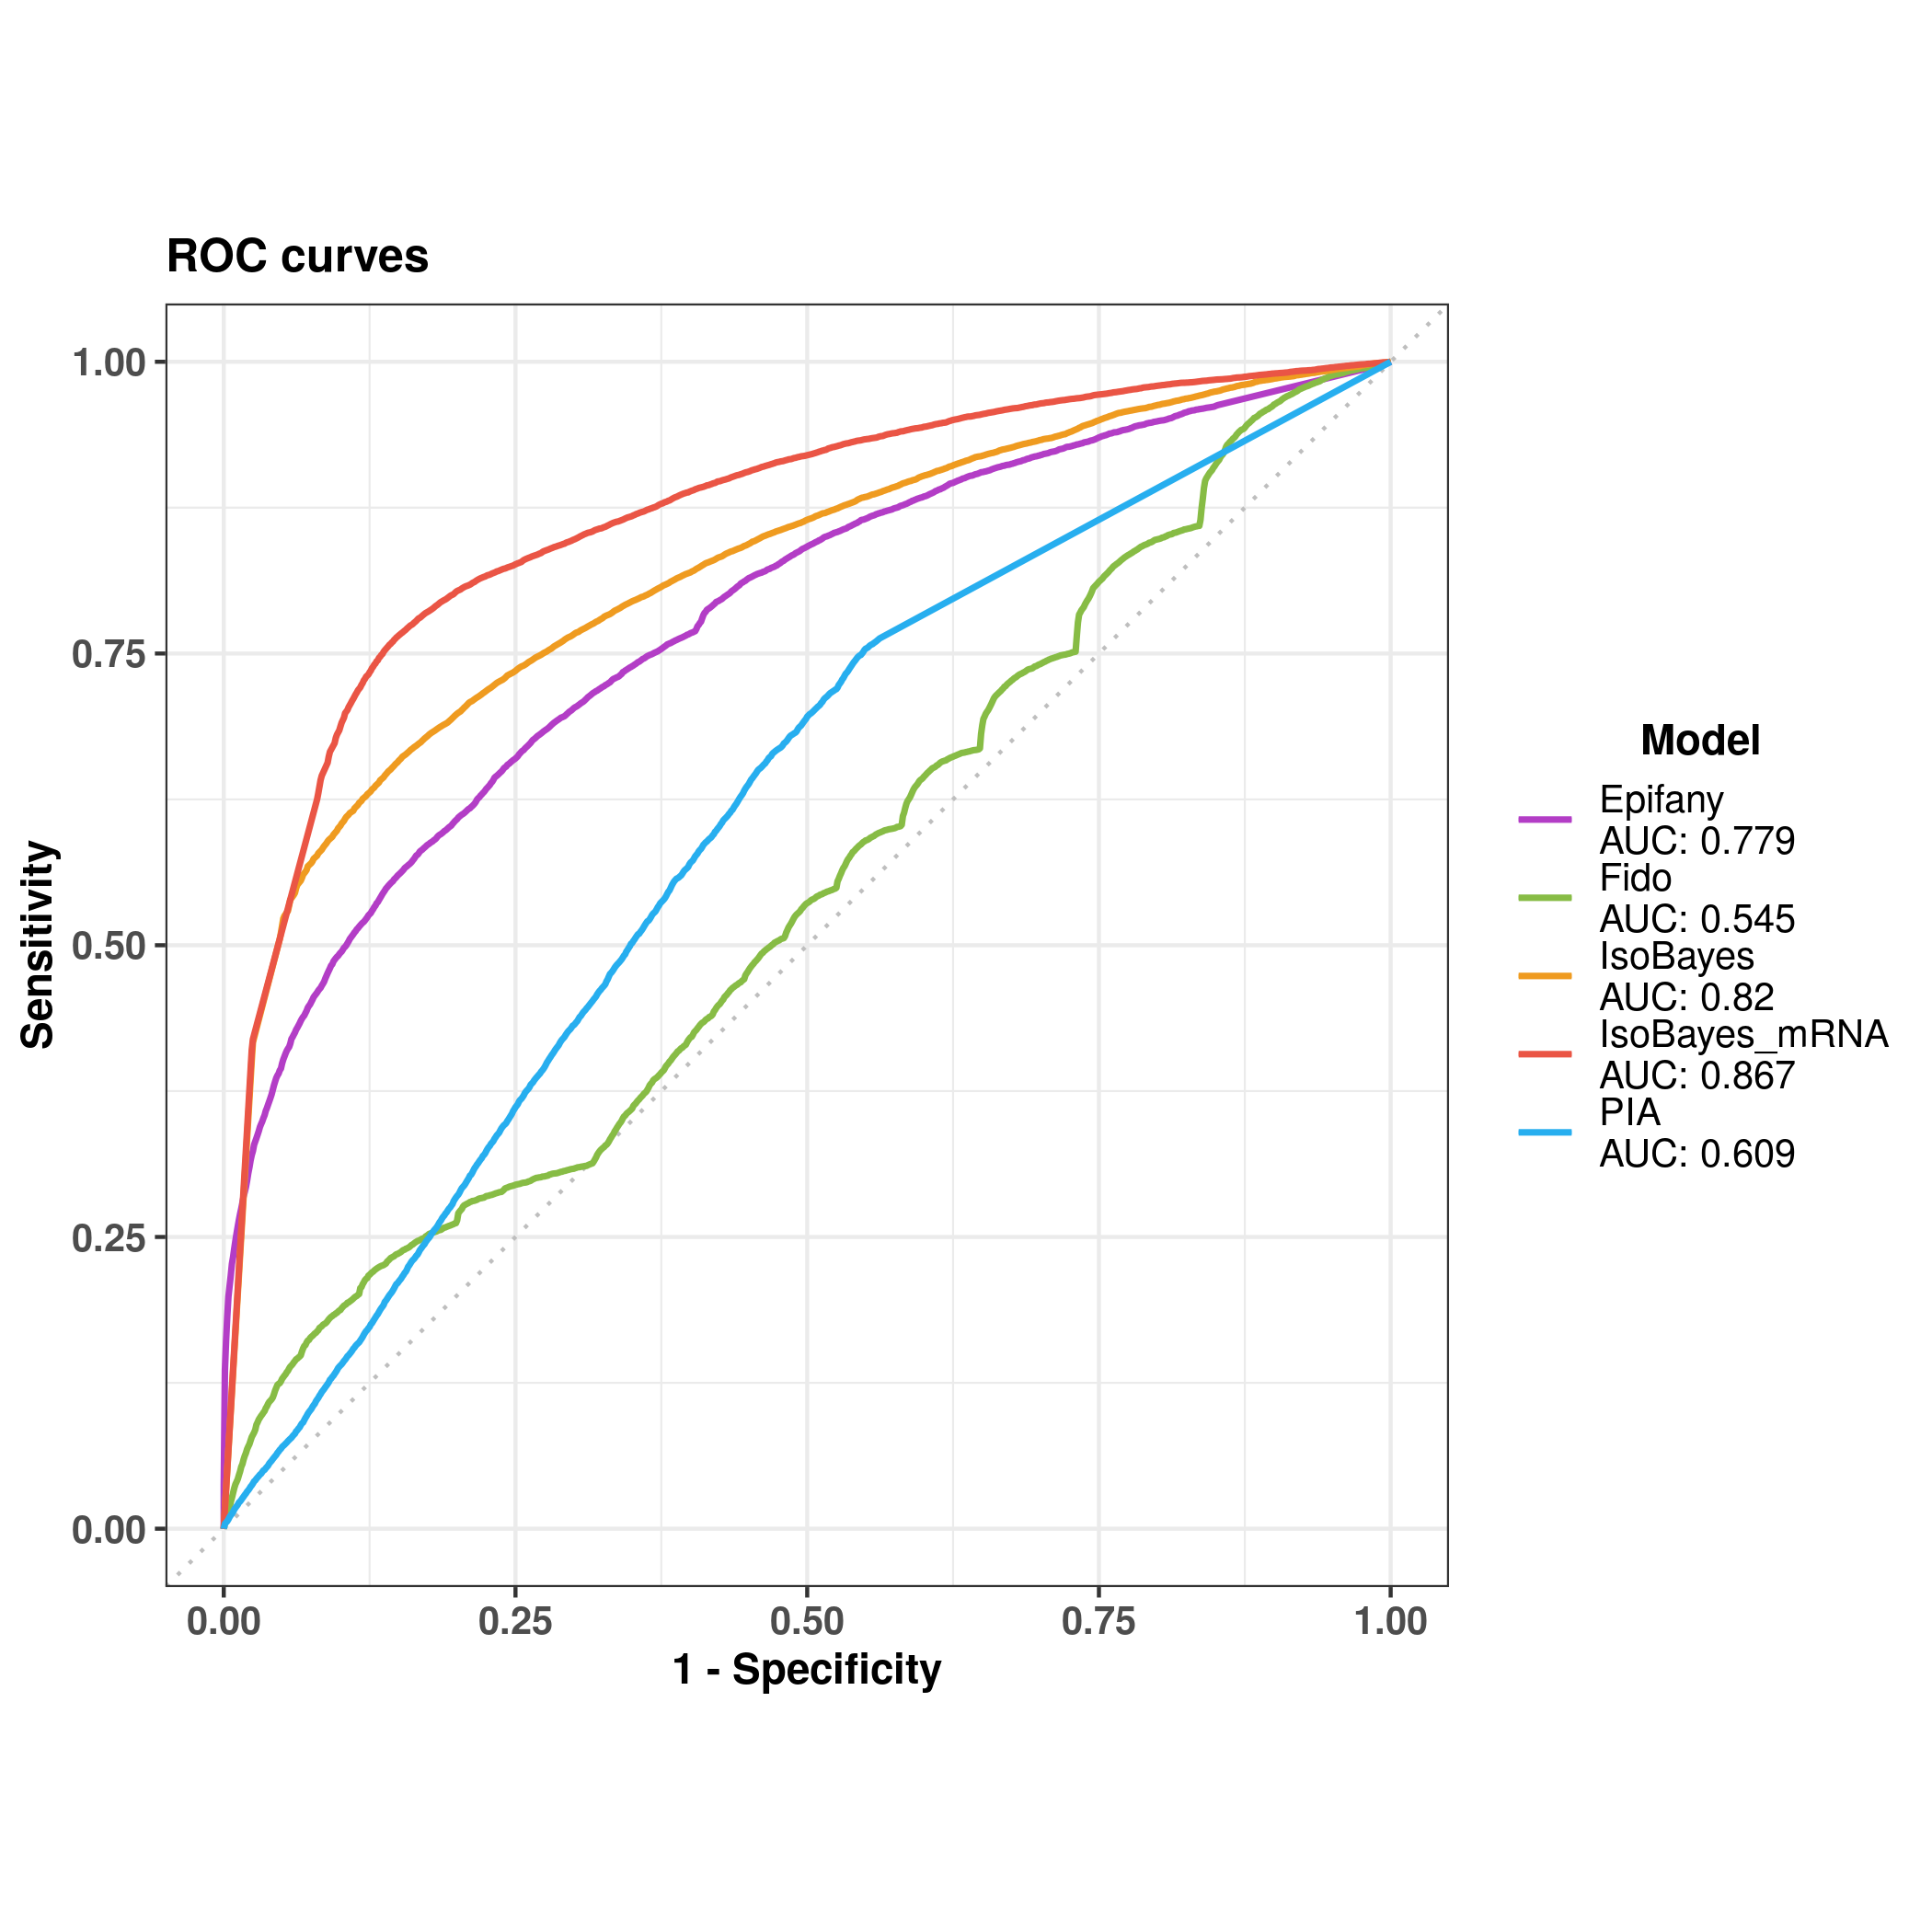 ROC curves
1.00
0.75
0.50
0.25
0.00
Sensitivity
0.00 0.25 0.50 0.75 1.00
1 - Specificity
Model
Epifany
AUC: 0.779
Fido
AUC: 0.545
IsoBayes
AUC: 0.82
IsoBayes_mRNA
AUC: 0.867
PIA
AUC: 0.609